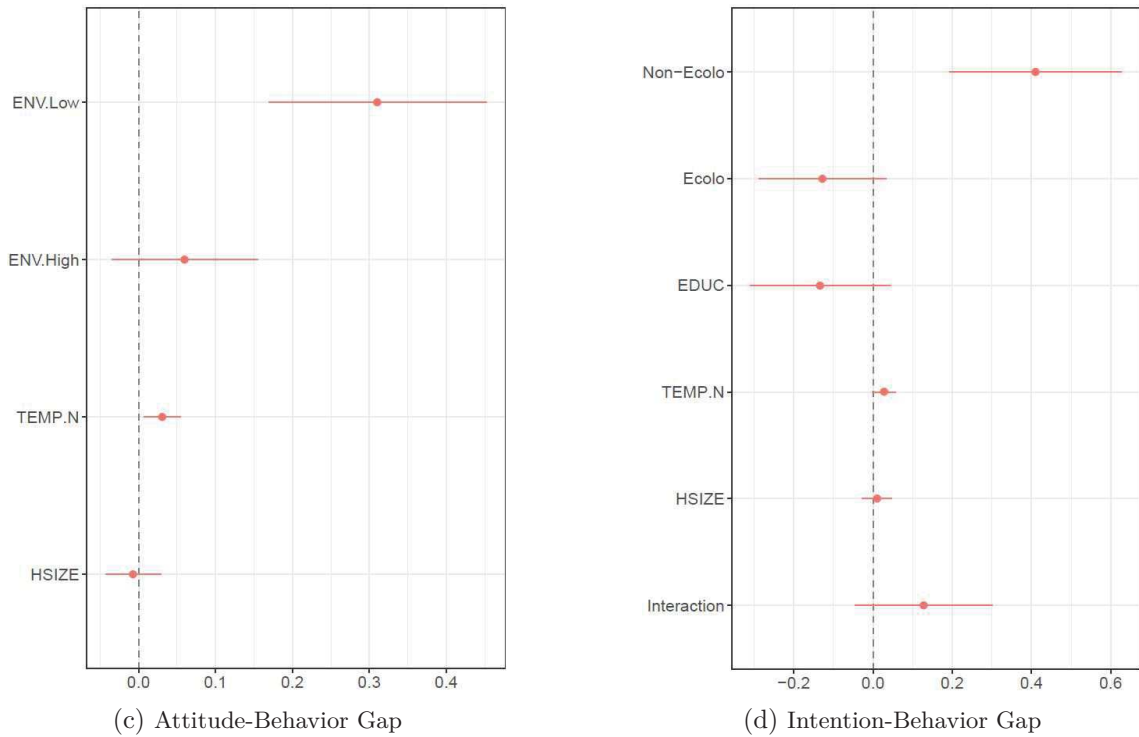 ENV.Low
ENV.High
TEMP.N
HSIZE
0.0 0.1 0.2 0.3 0.4
(c) Attitude-Behavior Gap
Non−Ecolo
Ecolo
EDUC
TEMP.N
HSIZE
Interaction
−0.2 0.0 0.2 0.4 0.6
(d) Intention-Behavior Gap